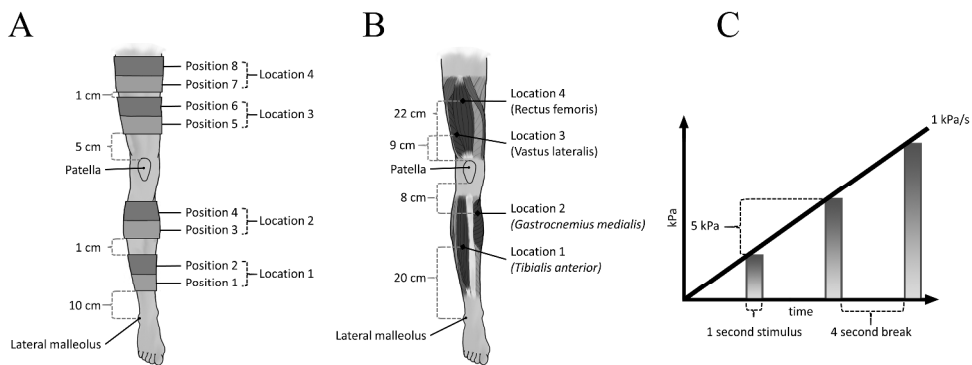 A
Position 8
Position 7
Location 4
1 cm
Position 6
Position 5
Location 3
5 cm
Patella
Position 4
Position 3
Location 2
1 cm
Position 2
Position 1
Location 1
10 cm
Lateral malleolus
B
Location 4
(Rectus femoris)
22 cm
Location 3
(Vastus lateralis)
9 cm
Patella
8 cm
Location 2
(Gastrocnemius medialis)
Location 1
(Tibialis anterior)
20 cm
Lateral malleolus
C
1 kPa/s
kPa
5 kPa
time
1 second stimulus
4 second break